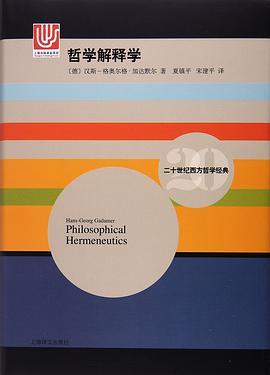 哲学解释学
〔德〕汉斯－格奥尔格·加达默尔 著 夏镇平 宋建平 译
20
二十世纪西方哲学经典
Hans-Georg Gadamer
Philosophical
Hermeneutics
上海译文出版社